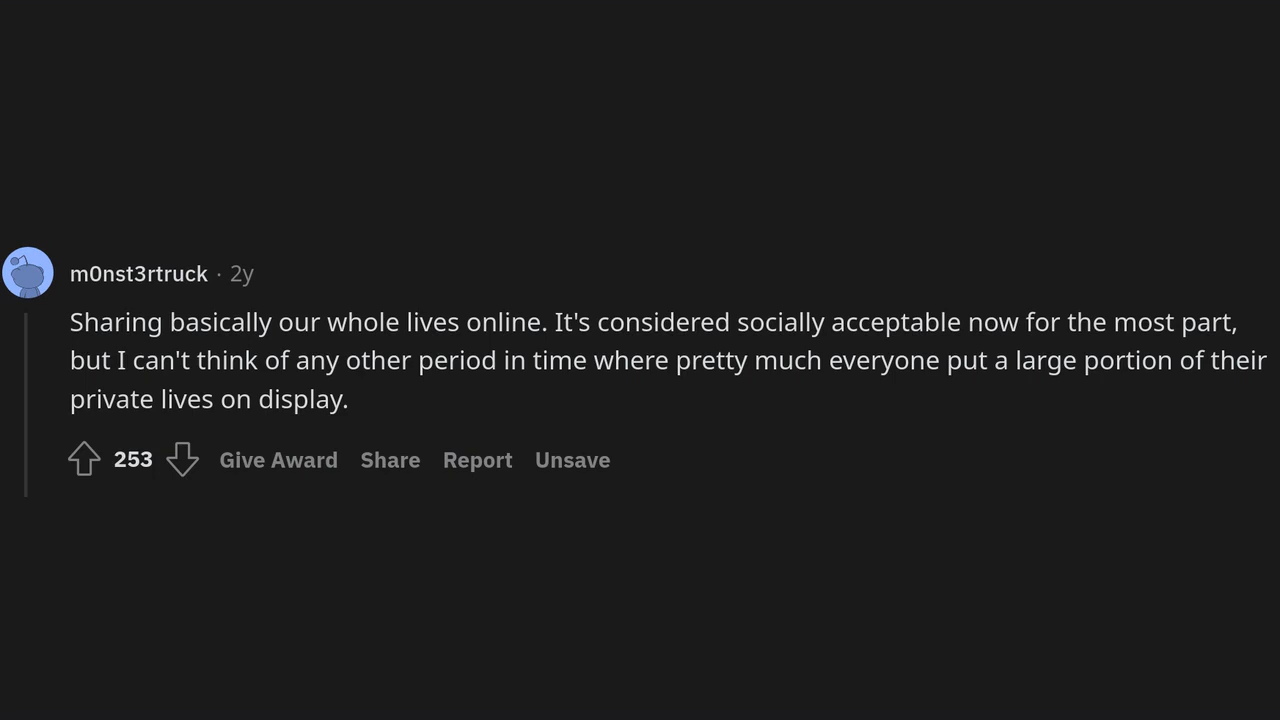 m0nst3rtruck · 2y
Sharing basically our whole lives online. It's considered socially acceptable now for the most part,
but I can't think of any other period in time where pretty much everyone put a large portion of their
private lives on display.
253 Give Award Share Report Unsave